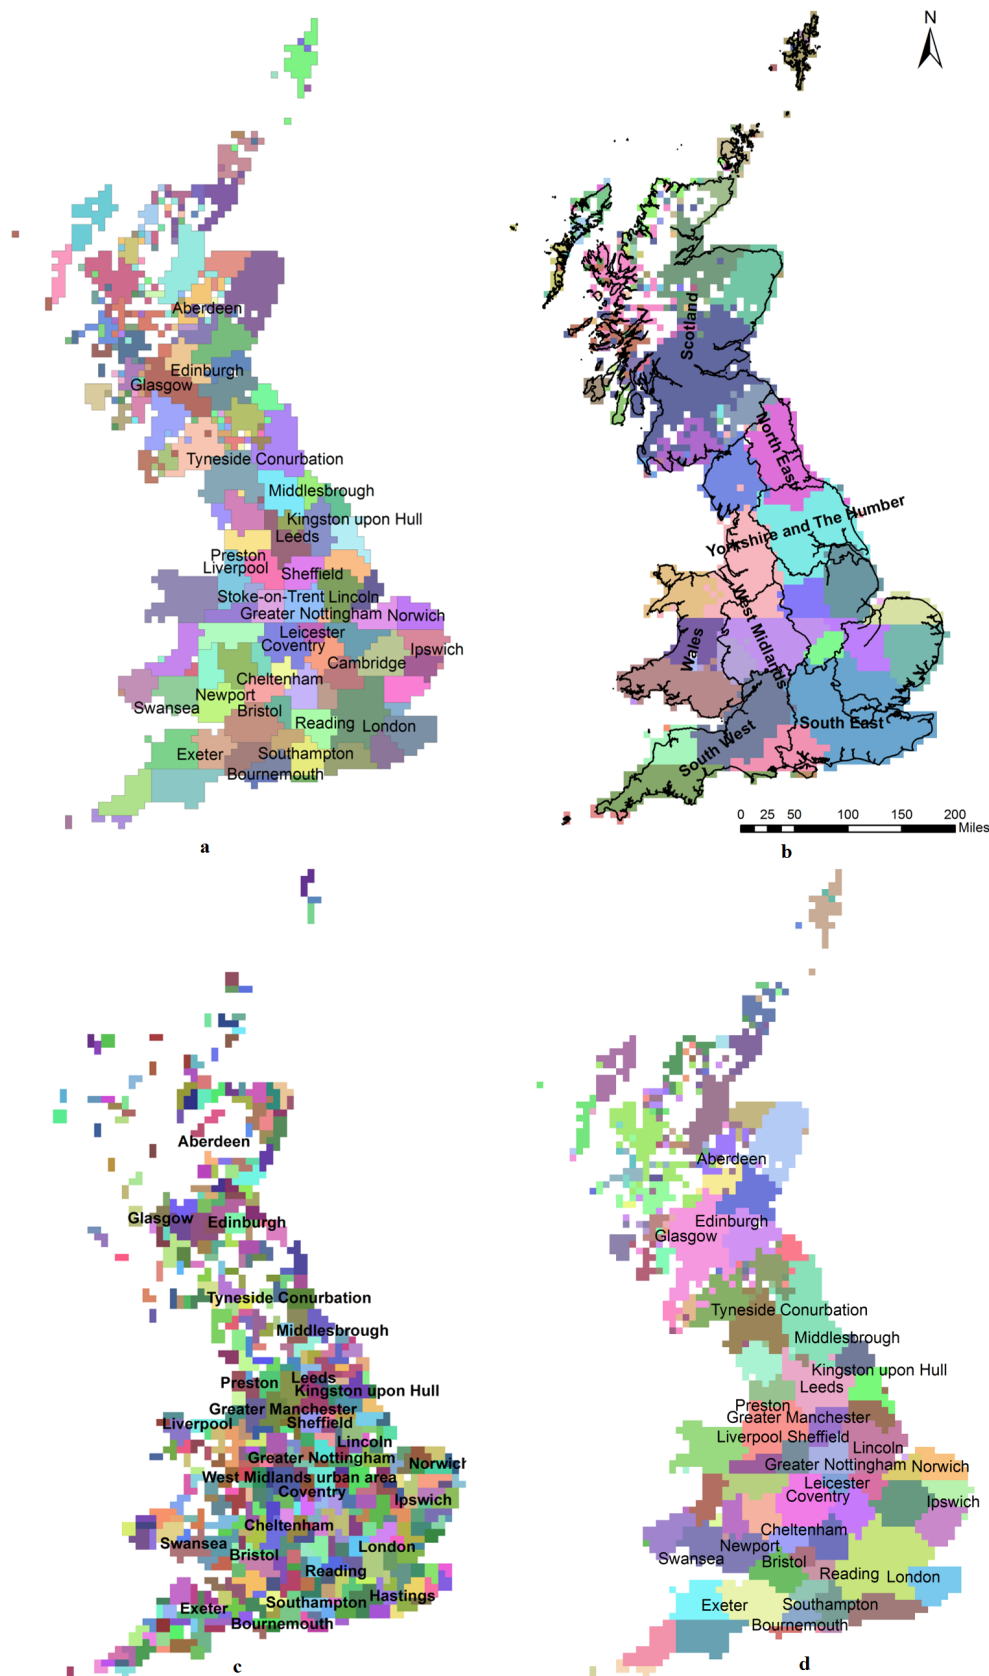 N
Aberdeen
Edinburgh
Glasgow
Tyneside Conurbation
Middlesbrough
Kingston upon Hull
Leeds
Preston
Liverpool
Sheffield
Stoke-on-Trent Lincoln
Greater Nottingham Norwich
Leicester
Coventry
Ipswich
Cambridge
Cheltenham
Newport
Swansea
Bristol
Reading
London
Exeter
Southampton
Bournemouth
a
Scotland
North East
Yorkshire and The Humber
West Midlands
Wales
South East
South West
0 25 50 100 150 200
Miles
b
Aberdeen
Glasgow
Edinburgh
Tyneside Conurbation
Middlesbrough
Preston
Leeds
Kingston upon Hull
Greater Manchester
Liverpool
Sheffield
Lincoln
Greater Nottingham
Norwich
West Midlands urban area
Coventry
Ipswich
Cheltenham
Swansea
Bristol
London
Reading
Hastings
Southampton
Exeter
Bournemouth
c
Aberdeen
Edinburgh
Glasgow
Tyneside Conurbation
Middlesbrough
Kingston upon Hull
Leeds
Preston
Greater Manchester
Liverpool Sheffield
Lincoln
Greater Nottingham Norwich
Leicester
Coventry
Ipswich
Cheltenham
Newport
Swansea
Bristol
Reading
London
Exeter
Southampton
Bournemouth
d